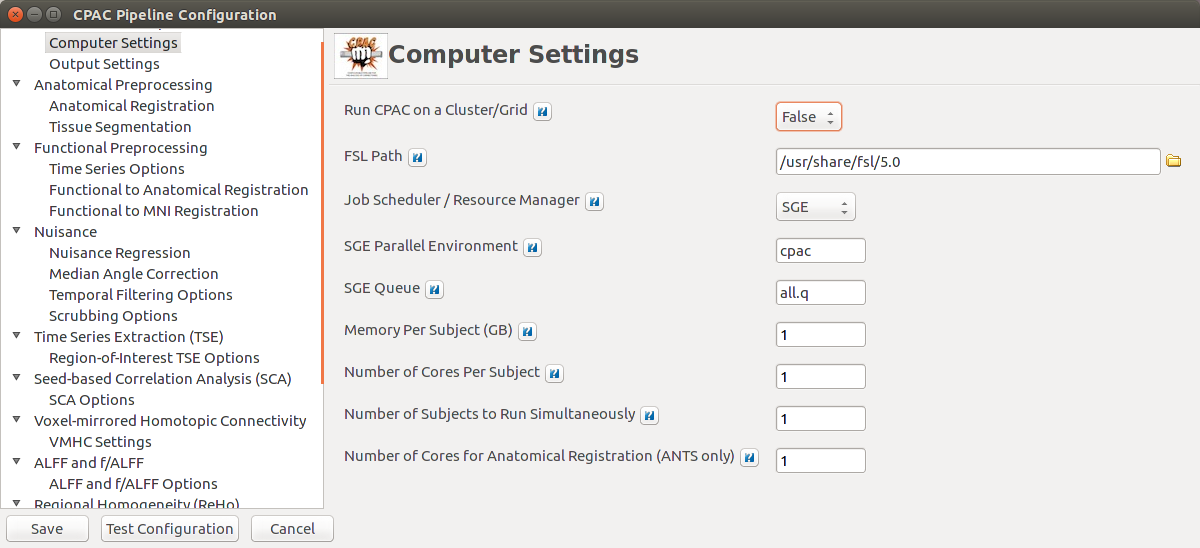 CPAC Pipeline Configuration
Computer Settings
Output Settings
Anatomical Preprocessing
Anatomical Registration
Tissue Segmentation
Functional Preprocessing
Time Series Options
Functional to Anatomical Registration
Functional to MNI Registration
Nuisance
Nuisance Regression
Median Angle Correction
Temporal Filtering Options
Scrubbing Options
Time Series Extraction (TSE)
Region-of-Interest TSE Options
Seed-based Correlation Analysis (SCA)
SCA Options
Voxel-mirrored Homotopic Connectivity
VMHC Settings
ALFF and f/ALFF
ALFF and f/ALFF Options
Regional Homogeneity (ReHo)
CPAC
Computer Settings
Run CPAC on a Cluster/Grid ? False
FSL Path ? /usr/share/fsl/5.0
Job Scheduler / Resource Manager ? SGE
SGE Parallel Environment ? cpac
SGE Queue ? all.q
Memory Per Subject (GB) ? 1
Number of Cores Per Subject ? 1
Number of Subjects to Run Simultaneously ? 1
Number of Cores for Anatomical Registration (ANTS only) ? 1
Save Test Configuration Cancel